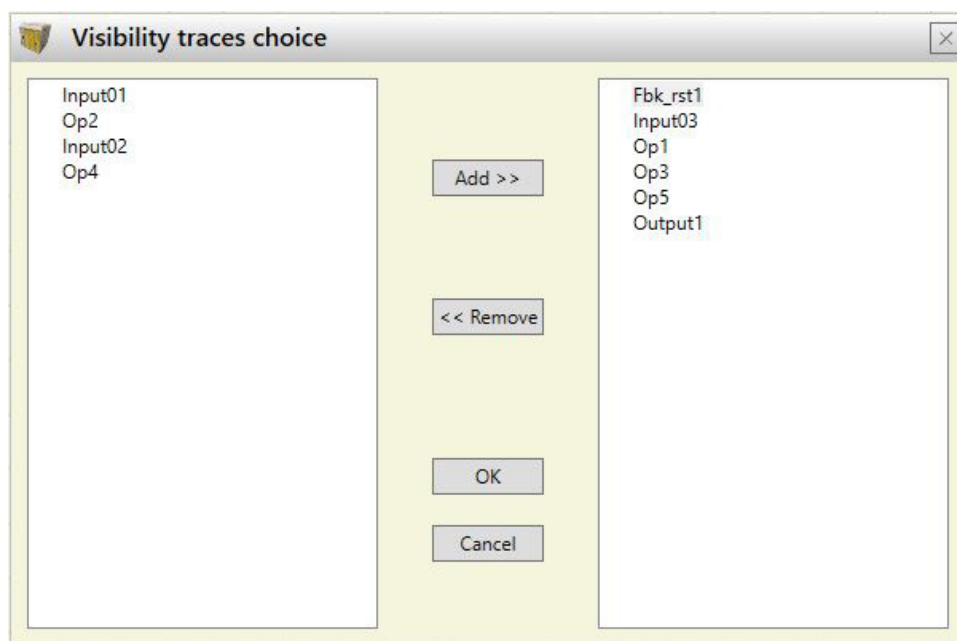 Visibility traces choice
Input01
Op2
Input02
Op4
Add >>
<< Remove
OK
Cancel
Fbk_rst1
Input03
Op1
Op3
Op5
Output1